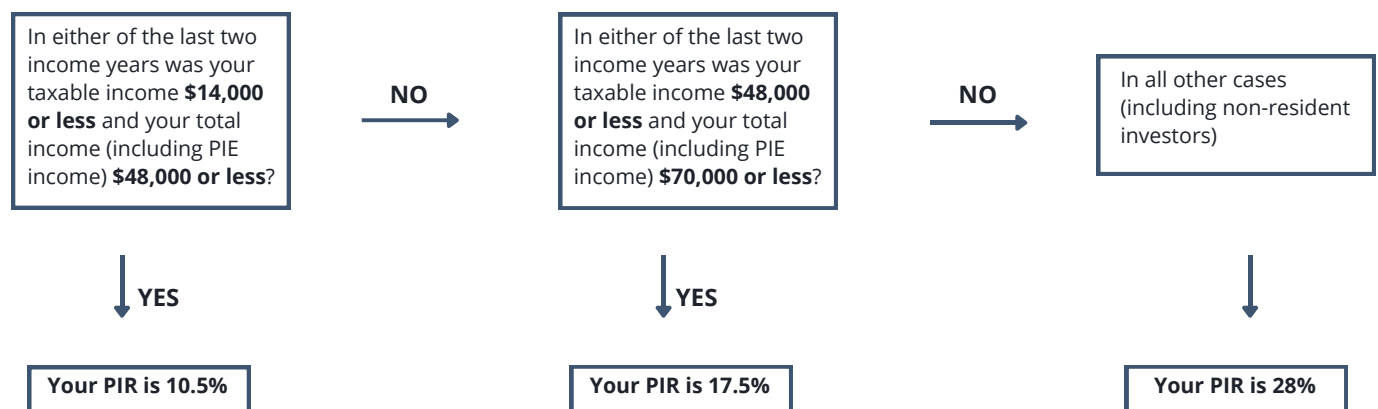 In either of the last two
income years was your
taxable income $14,000
or less and your total
income (including PIE
income) $48,000 or less?
NO
In either of the last two
income years was your
taxable income $48,000
or less and your total
income (including PIE
income) $70,000 or less?
NO
In all other cases
(including non-resident
investors)
YES
YES
Your PIR is 10.5%
Your PIR is 17.5%
Your PIR is 28%